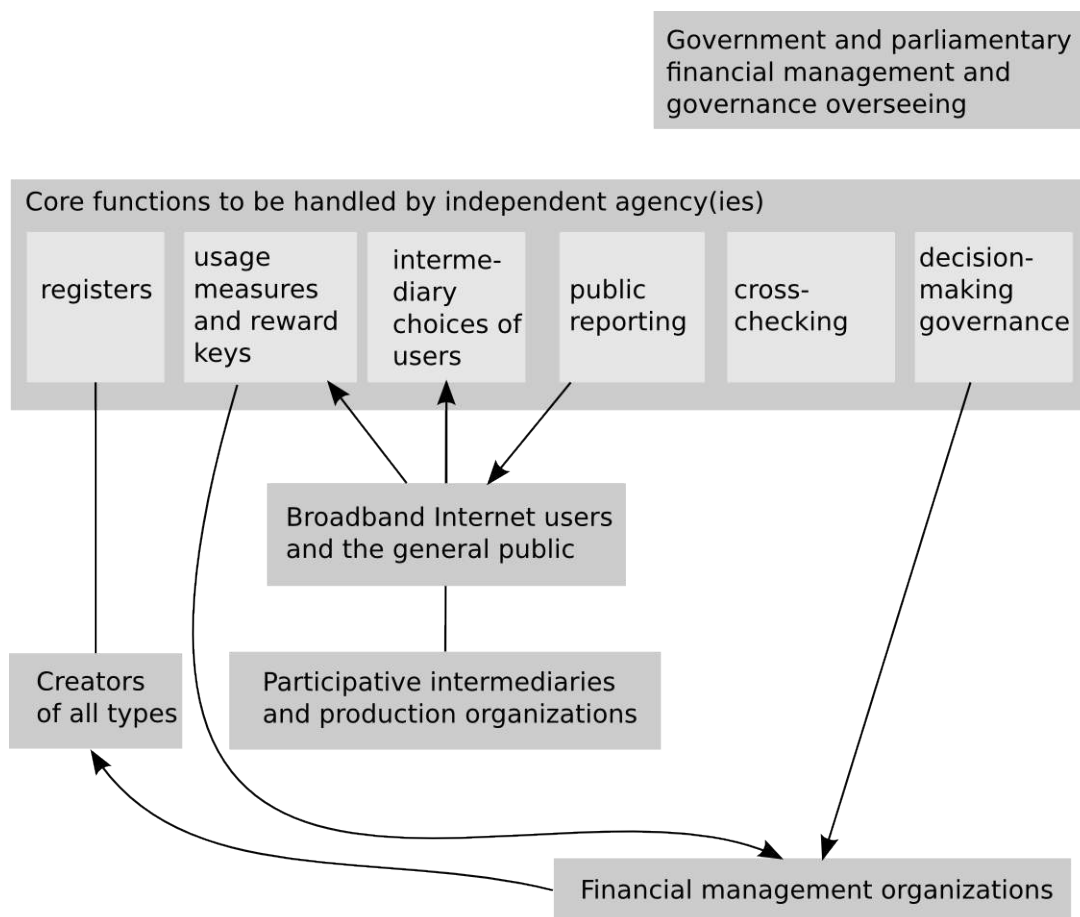 Government and parliamentary
financial management and
governance overseeing
Core functions to be handled by independent agency(ies)
registers
usage
measures
and reward
keys
interme-
diary
choices of
users
public
reporting
cross-
checking
decision-
making
governance
Broadband Internet users
and the general public
Creators
of all types
Participative intermediaries
and production organizations
Financial management organizations